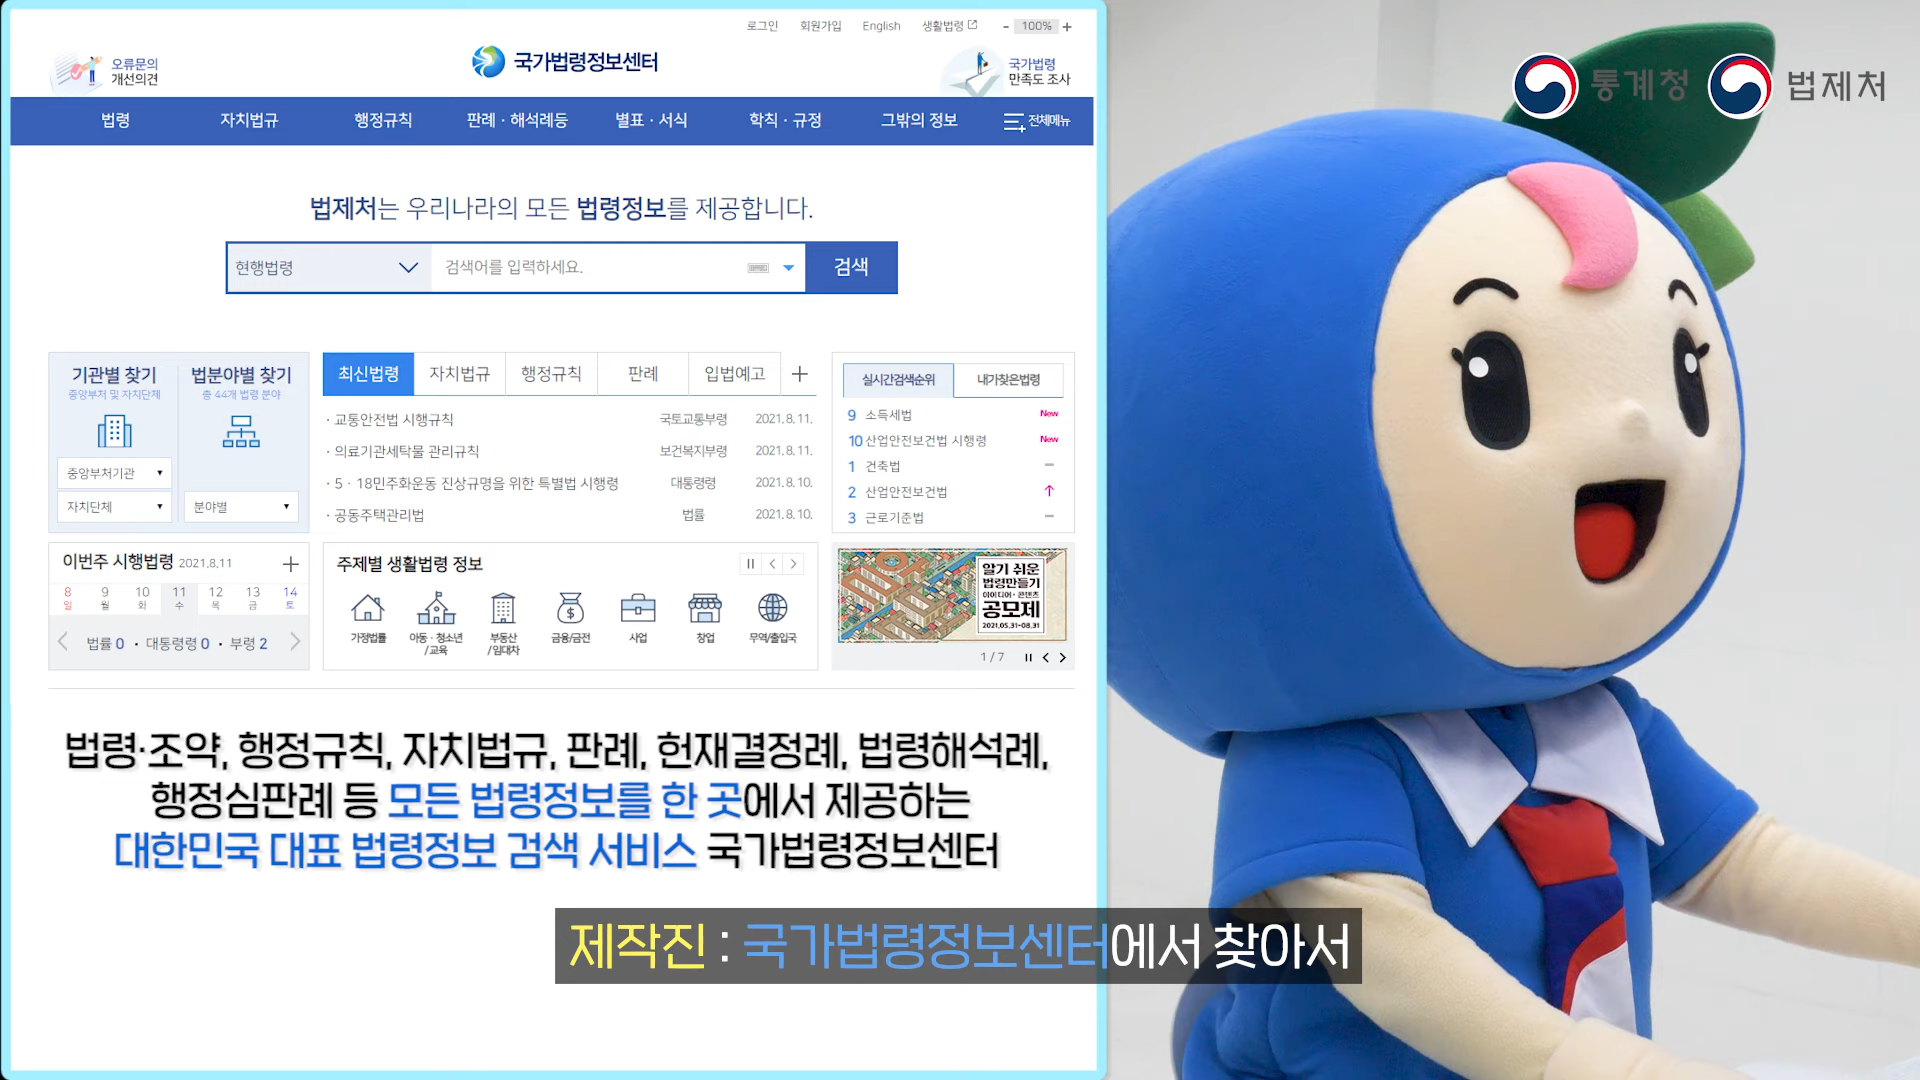 로그인 회원가입 English 생활법령 - 100% +
오류문의
개선의견
국가법령정보센터
국가법령
만족도 조사
통계청 법제처
법령 자치법규 행정규칙 판례·해석례등 별표·서식 학칙·규정 그밖의 정보 전체메뉴
법제처는 우리나라의 모든 법령정보를 제공합니다.
현행법령 검색어를 입력하세요. 검색
기관별 찾기
중앙부처 및 자치단체
중앙부처기관
자치단체
법분야별 찾기
총 44개 법령 분야
분야별
최신법령 자치법규 행정규칙 판례 입법예고 +
· 교통안전법 시행규칙 국토교통부령 2021. 8. 11.
· 의료기관세탁물 관리규칙 보건복지부령 2021. 8. 11.
· 5·18민주화운동 진상규명을 위한 특별법 시행령 대통령령 2021. 8. 10.
· 공동주택관리법 법률 2021. 8. 10.
실시간검색순위 내가찾은법령
9 소득세법 New
10 산업안전보건법 시행령 New
1 건축법 -
2 산업안전보건법 ↑
3 근로기준법 -
이번주 시행법령 2021.8.11 +
8 9 10 11 12 13 14
일 월 화 수 목 금 토
법률 0 · 대통령령 0 · 부령 2
주제별 생활법령 정보
가정법률
아동·청소년
/교육
부동산
/임대차
금융/금전
사업
창업
무역/출입국
알기 쉬운
법령만들기
아이디어·콘텐츠
공모제
2021.05.31~08.31
1 / 7
법령·조약, 행정규칙, 자치법규, 판례, 헌재결정례, 법령해석례,
행정심판례 등 모든 법령정보를 한 곳에서 제공하는
대한민국 대표 법령정보 검색 서비스 국가법령정보센터
제작진 : 국가법령정보센터에서 찾아서